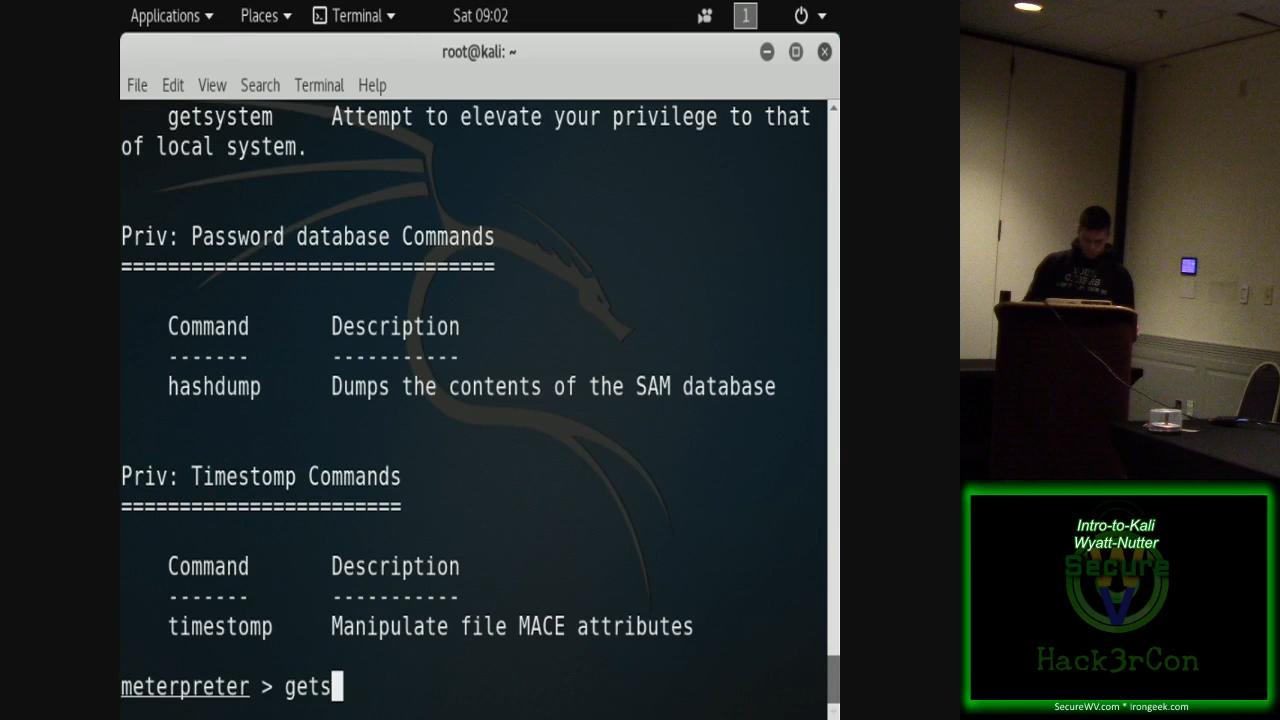 Applications Places Terminal Sat 09:02 1
root@kali: ~
File Edit View Search Terminal Help
getsystem Attempt to elevate your privilege to that
of local system.
Priv: Password database Commands
================================
Command Description
------- -----------
hashdump Dumps the contents of the SAM database
Priv: Timestomp Commands
========================
Command Description
------- -----------
timestomp Manipulate file MACE attributes
meterpreter > gets
Intro-to-Kali
Wyatt-Nutter
Secure
WV
Hack3rCon
SecureWV.com * irongeek.com